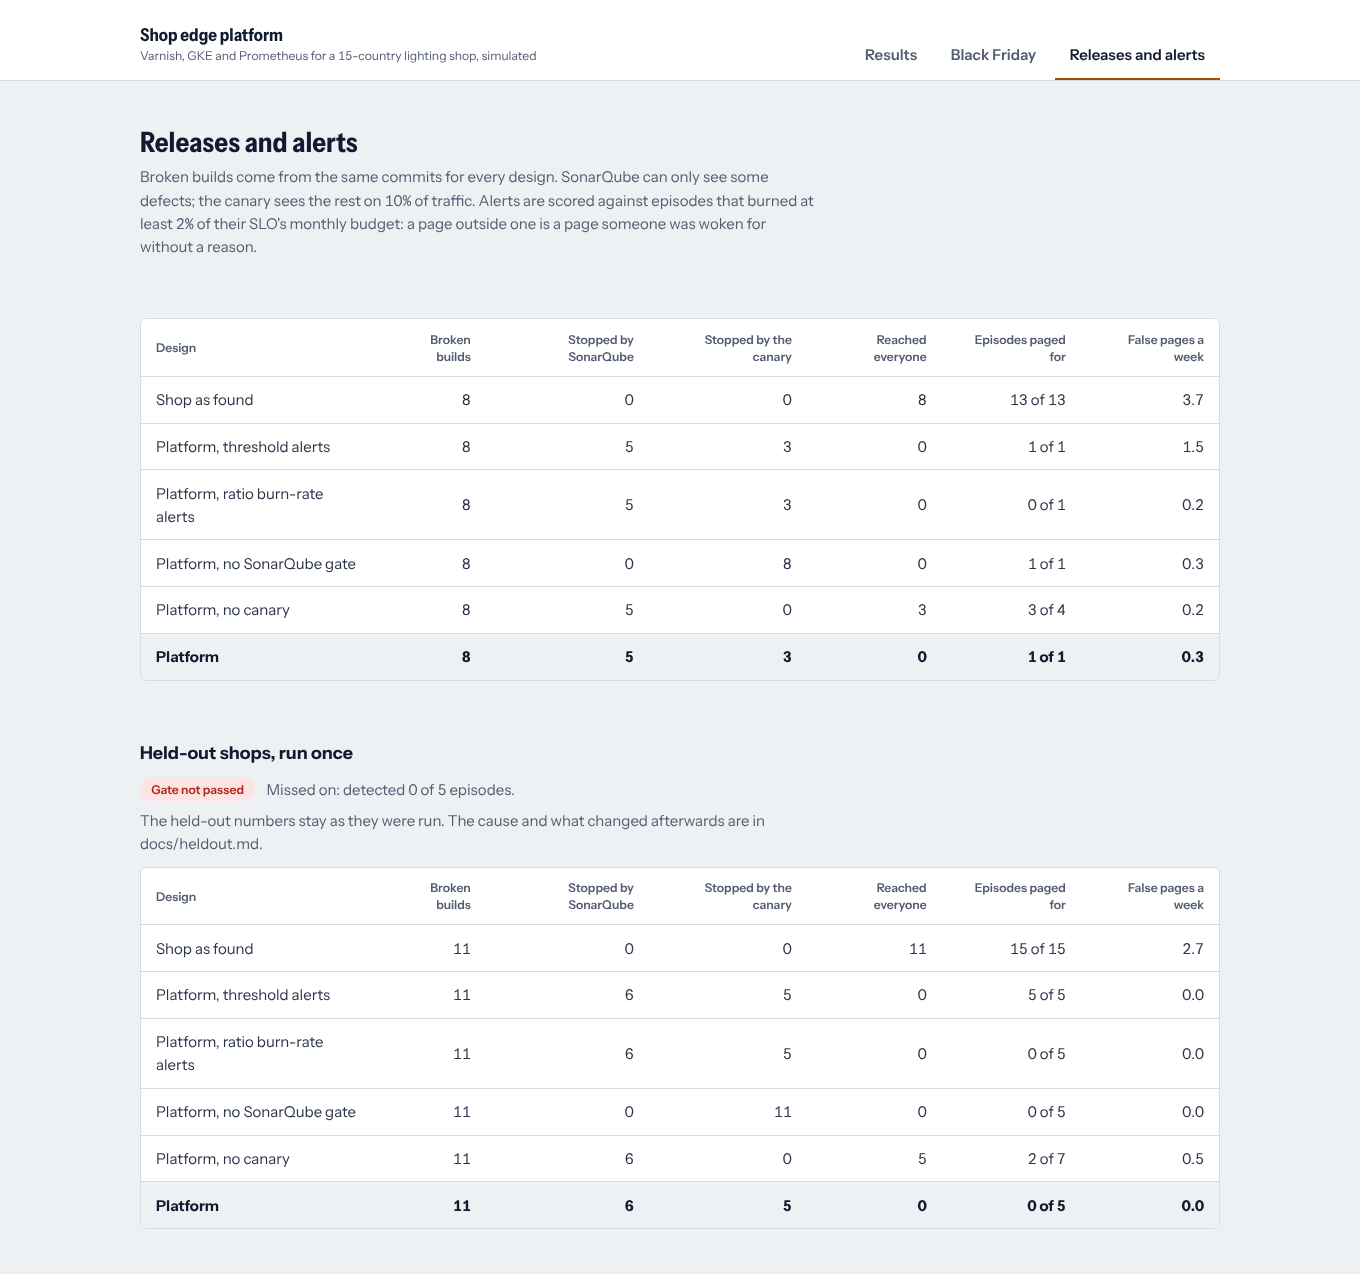 Shop edge platform
Varnish, GKE and Prometheus for a 15-country lighting shop, simulated
Results
Black Friday
Releases and alerts
Releases and alerts
Broken builds come from the same commits for every design. SonarQube can only see some
defects; the canary sees the rest on 10% of traffic. Alerts are scored against episodes that burned at
least 2% of their SLO's monthly budget: a page outside one is a page someone was woken for
without a reason.
Design Broken builds Stopped by SonarQube Stopped by the canary Reached everyone Episodes paged for False pages a week
Shop as found 8 0 0 8 13 of 13 3.7
Platform, threshold alerts 8 5 3 0 1 of 1 1.5
Platform, ratio burn-rate alerts 8 5 3 0 0 of 1 0.2
Platform, no SonarQube gate 8 0 8 0 1 of 1 0.3
Platform, no canary 8 5 0 3 3 of 4 0.2
Platform 8 5 3 0 1 of 1 0.3
Held-out shops, run once
Gate not passed Missed on: detected 0 of 5 episodes.
The held-out numbers stay as they were run. The cause and what changed afterwards are in
docs/heldout.md.
Design Broken builds Stopped by SonarQube Stopped by the canary Reached everyone Episodes paged for False pages a week
Shop as found 11 0 0 11 15 of 15 2.7
Platform, threshold alerts 11 6 5 0 5 of 5 0.0
Platform, ratio burn-rate alerts 11 6 5 0 0 of 5 0.0
Platform, no SonarQube gate 11 0 11 0 0 of 5 0.0
Platform, no canary 11 6 0 5 2 of 7 0.5
Platform 11 6 5 0 0 of 5 0.0